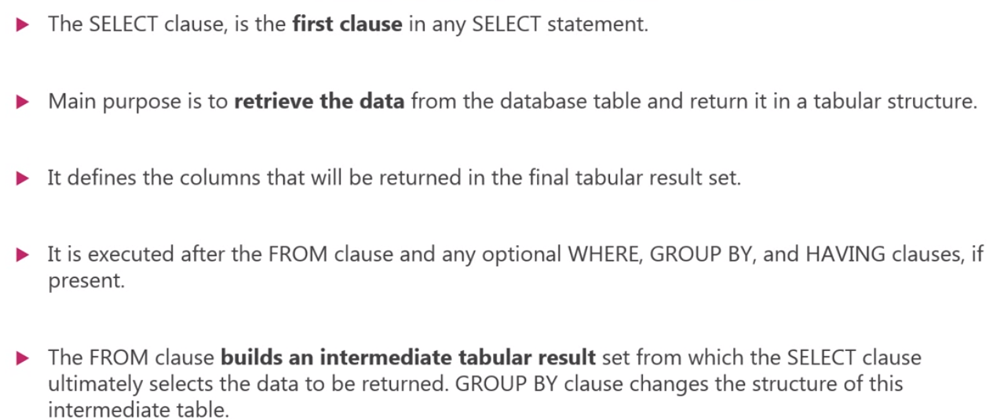 The SELECT clause, is the first clause in any SELECT statement.
Main purpose is to retrieve the data from the database table and return it in a tabular structure.
It defines the columns that will be returned in the final tabular result set.
It is executed after the FROM clause and any optional WHERE, GROUP BY, and HAVING clauses, if
present.
The FROM clause builds an intermediate tabular result set from which the SELECT clause
ultimately selects the data to be returned. GROUP BY clause changes the structure of this
intermediate table.